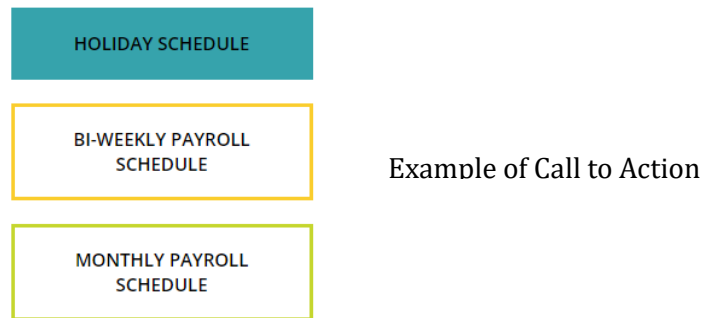 HOLIDAY SCHEDULE
BI-WEEKLY PAYROLL
SCHEDULE
Example of Call to Action
MONTHLY PAYROLL
SCHEDULE